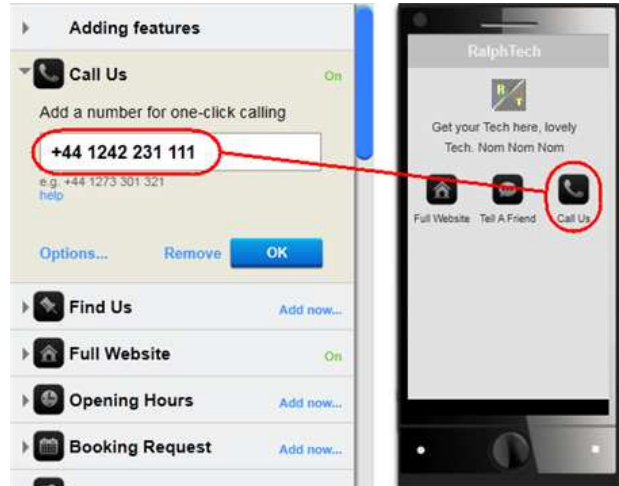 Adding features
Call Us
On
Add a number for one-click calling
+44 1242 231 111
e.g. +44 1273 301 321
help
Options...
Remove
OK
Find Us
Add now...
Full Website
On
Opening Hours
Add now...
Booking Request
Add now...
RalphTech
R
T
Get your Tech here, lovely
Tech. Nom Nom Nom
Full Website
Tell A Friend
Call Us